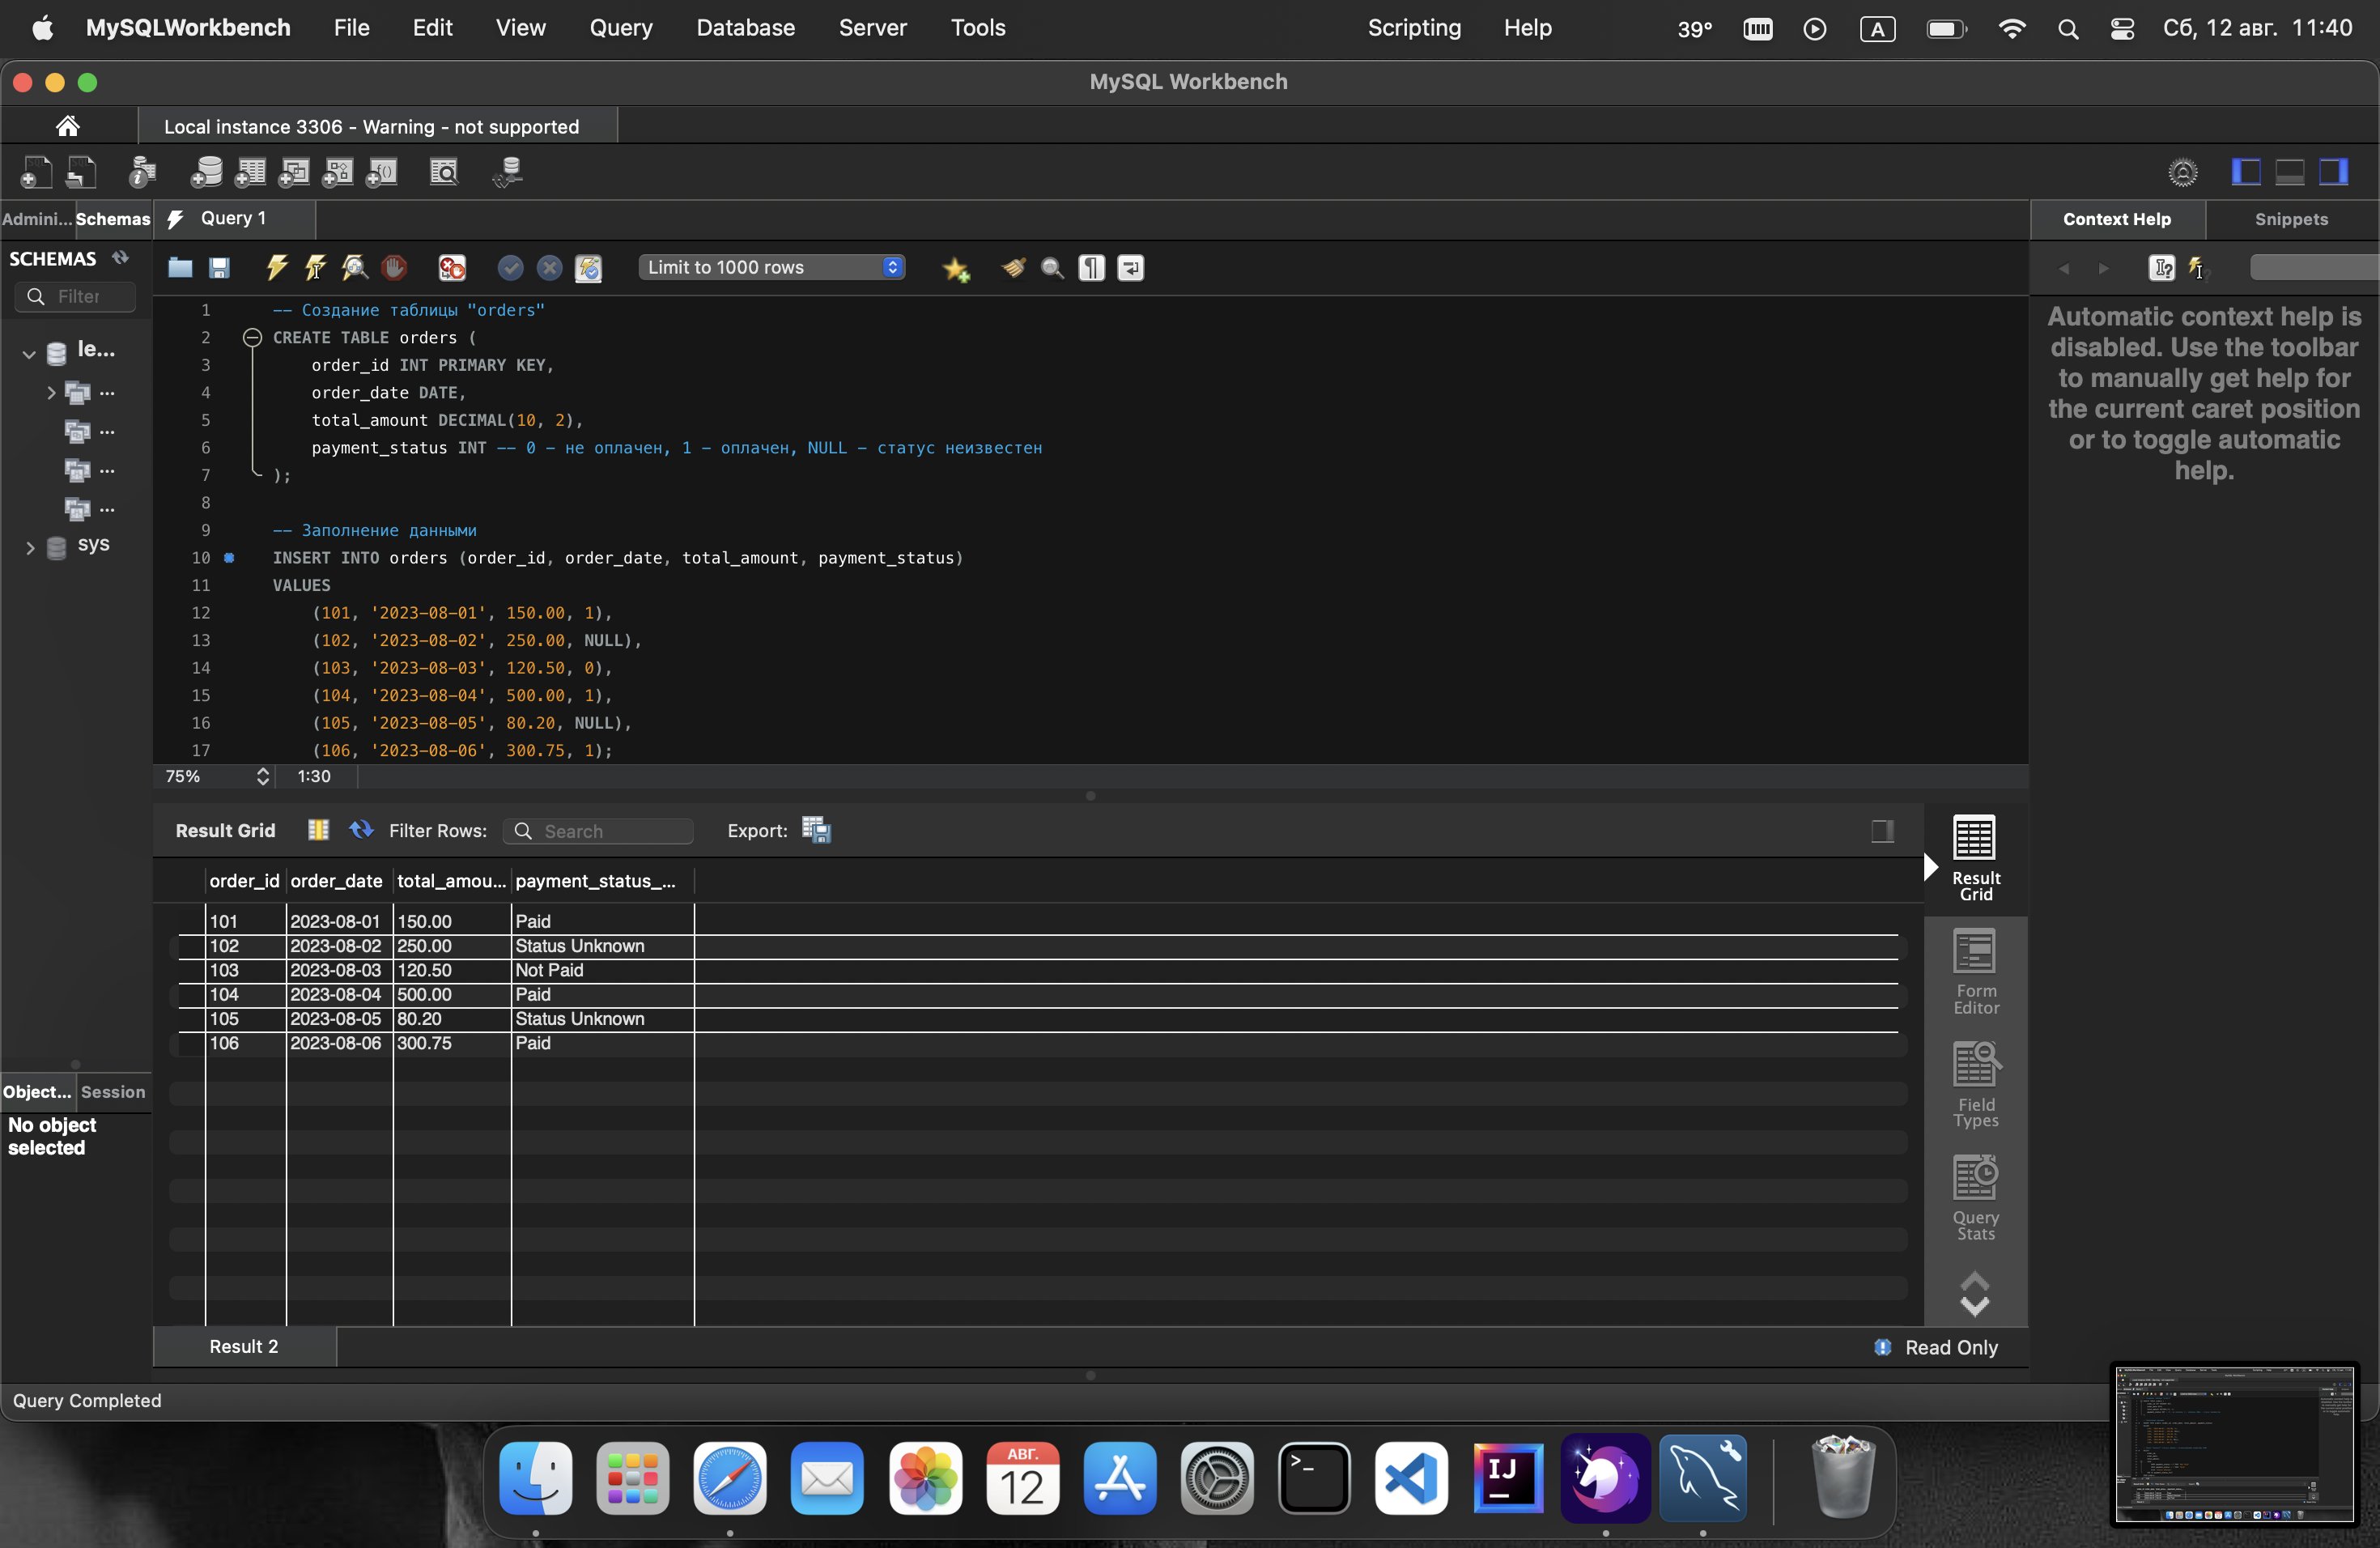 MySQLWorkbench File Edit View Query Database Server Tools Scripting Help 39° A Сб, 12 авг. 11:40
MySQL Workbench
Local instance 3306 - Warning - not supported
Admini... Schemas Query 1 Context Help Snippets
SCHEMAS
Limit to 1000 rows
Filter
le...
...
...
...
...
sys
1 -- Создание таблицы "orders"
2 CREATE TABLE orders (
3 order_id INT PRIMARY KEY,
4 order_date DATE,
5 total_amount DECIMAL(10, 2),
6 payment_status INT -- 0 - не оплачен, 1 - оплачен, NULL - статус неизвестен
7 );
8
9 -- Заполнение данными
10 INSERT INTO orders (order_id, order_date, total_amount, payment_status)
11 VALUES
12 (101, '2023-08-01', 150.00, 1),
13 (102, '2023-08-02', 250.00, NULL),
14 (103, '2023-08-03', 120.50, 0),
15 (104, '2023-08-04', 500.00, 1),
16 (105, '2023-08-05', 80.20, NULL),
17 (106, '2023-08-06', 300.75, 1);
75% 1:30
Automatic context help is
disabled. Use the toolbar
to manually get help for
the current caret position
or to toggle automatic
help.
Result Grid Filter Rows: Search Export:
order_id order_date total_amou... payment_status_...
101 2023-08-01 150.00 Paid
102 2023-08-02 250.00 Status Unknown
103 2023-08-03 120.50 Not Paid
104 2023-08-04 500.00 Paid
105 2023-08-05 80.20 Status Unknown
106 2023-08-06 300.75 Paid
Result
Grid
Form
Editor
Field
Types
Query
Stats
Object... Session
No object
selected
Result 2 Read Only
Query Completed
АВГ.
12
>_
IJ